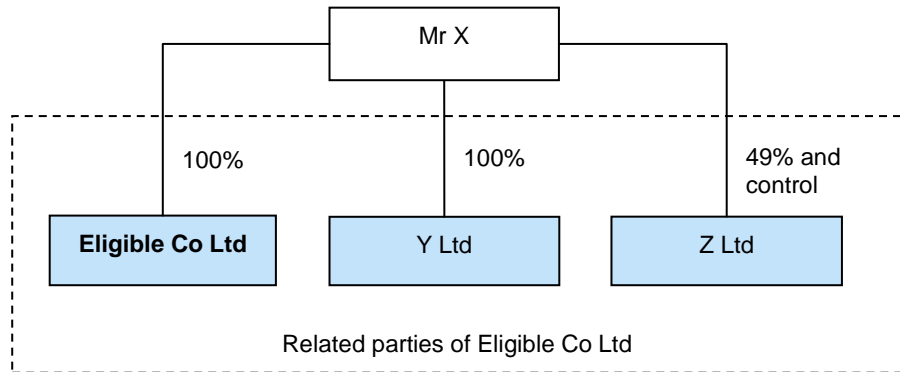 Mr X
100%
100%
49% and
control
Eligible Co Ltd
Y Ltd
Z Ltd
Related parties of Eligible Co Ltd